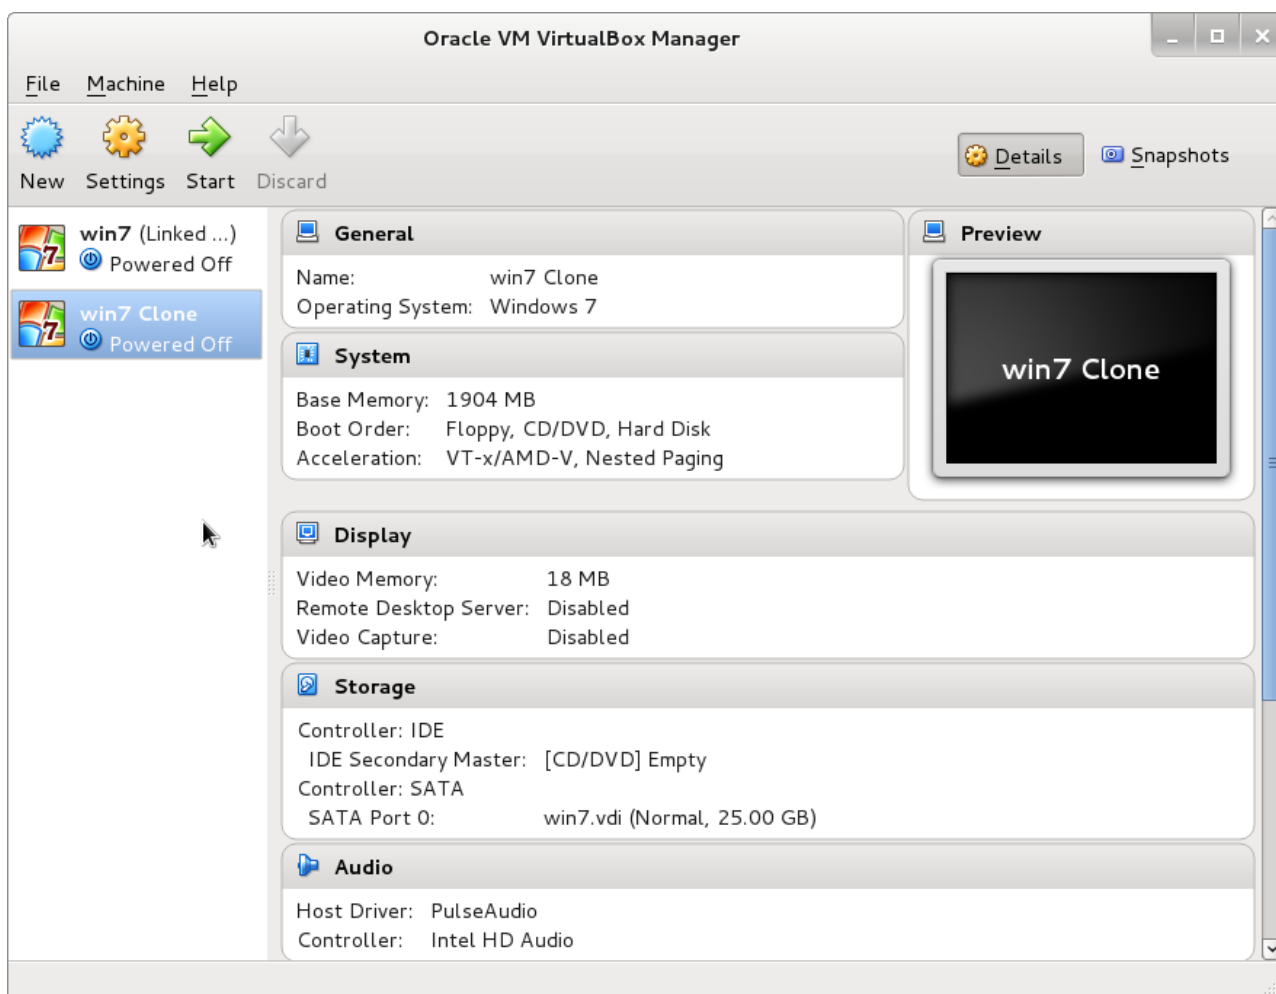 Oracle VM VirtualBox Manager
File Machine Help
New Settings Start Discard
Details Snapshots
win7 (Linked ...)
Powered Off
win7 Clone
Powered Off
General
Name: win7 Clone
Operating System: Windows 7
System
Base Memory: 1904 MB
Boot Order: Floppy, CD/DVD, Hard Disk
Acceleration: VT-x/AMD-V, Nested Paging
Preview
win7 Clone
Display
Video Memory: 18 MB
Remote Desktop Server: Disabled
Video Capture: Disabled
Storage
Controller: IDE
IDE Secondary Master: [CD/DVD] Empty
Controller: SATA
SATA Port 0: win7.vdi (Normal, 25.00 GB)
Audio
Host Driver: PulseAudio
Controller: Intel HD Audio